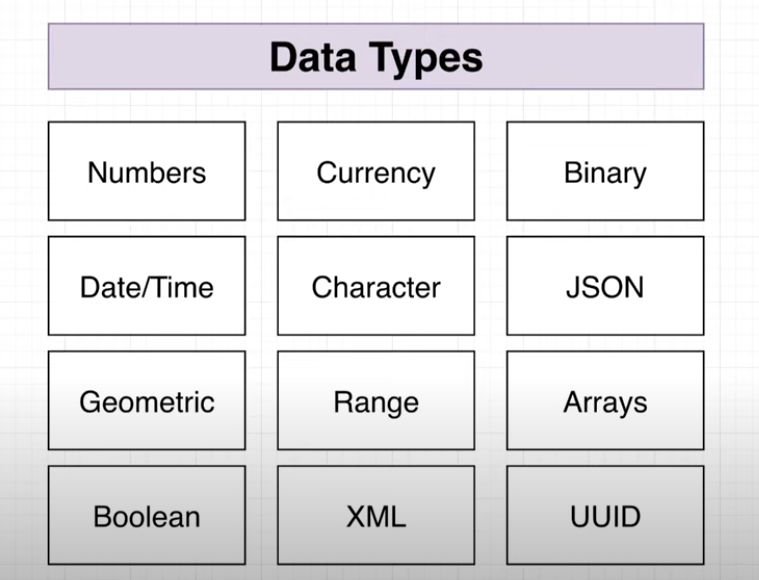 Data Types
Numbers
Currency
Binary
Date/Time
Character
JSON
Geometric
Range
Arrays
Boolean
XML
UUID